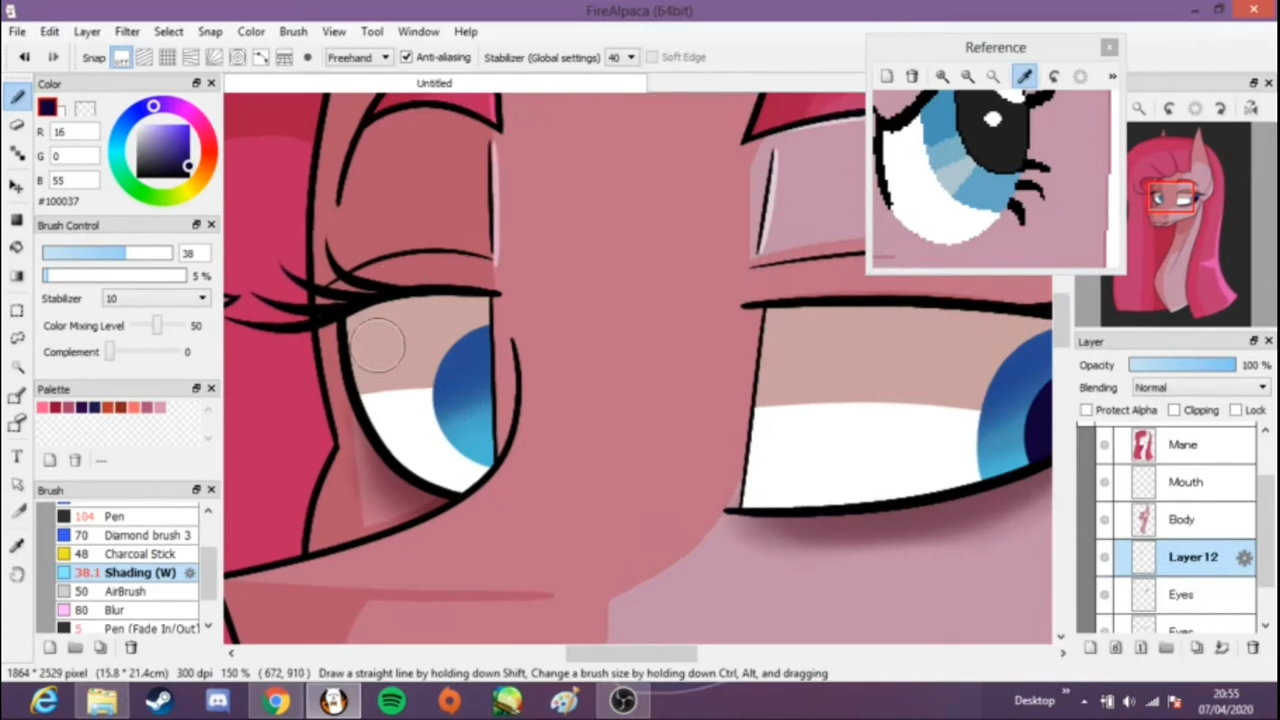 FireAlpaca (64bit)
File Edit Layer Filter Select Snap Color Brush View Tool Window Help
Snap off Freehand Anti-aliasing Stabilizer (Global settings) 40 Soft Edge
Untitled
Reference
Color
R 16
G 0
B 55
#100037
Brush Control
38
5 %
Stabilizer 10
Color Mixing Level 50
Complement 0
Palette
---
Brush
104 Pen
70 Diamond brush 3
48 Charcoal Stick
38.1 Shading (W)
50 AirBrush
80 Blur
5 Pen (Fade In/Out)
Layer
Opacity 100 %
Blending Normal
Protect Alpha Clipping Lock
Mane
Mouth
Body
Layer12
Eyes
Eyes
1864 * 2529 pixel (15.8 * 21.4cm) 300 dpi 150 % ( 672, 910 ) Draw a straight line by holding down Shift, Change a brush size by holding down Ctrl, Alt, and dragging
Desktop
20:55
07/04/2020